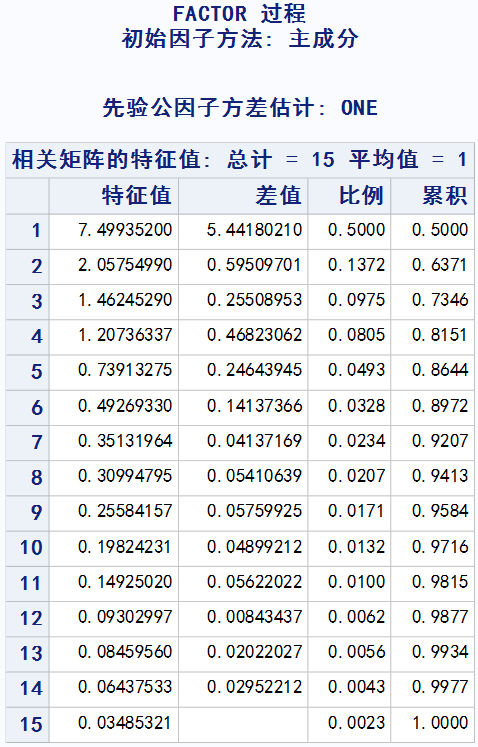 FACTOR 过程
初始因子方法: 主成分
先验公因子方差估计: ONE
相关矩阵的特征值: 总计 = 15 平均值 = 1
特征值 差值 比例 累积
1 7.49935200 5.44180210 0.5000 0.5000
2 2.05754990 0.59509701 0.1372 0.6371
3 1.46245290 0.25508953 0.0975 0.7346
4 1.20736337 0.46823062 0.0805 0.8151
5 0.73913275 0.24643945 0.0493 0.8644
6 0.49269330 0.14137366 0.0328 0.8972
7 0.35131964 0.04137169 0.0234 0.9207
8 0.30994795 0.05410639 0.0207 0.9413
9 0.25584157 0.05759925 0.0171 0.9584
10 0.19824231 0.04899212 0.0132 0.9716
11 0.14925020 0.05622022 0.0100 0.9815
12 0.09302997 0.00843437 0.0062 0.9877
13 0.08459560 0.02022027 0.0056 0.9934
14 0.06437533 0.02952212 0.0043 0.9977
15 0.03485321 0.0023 1.0000